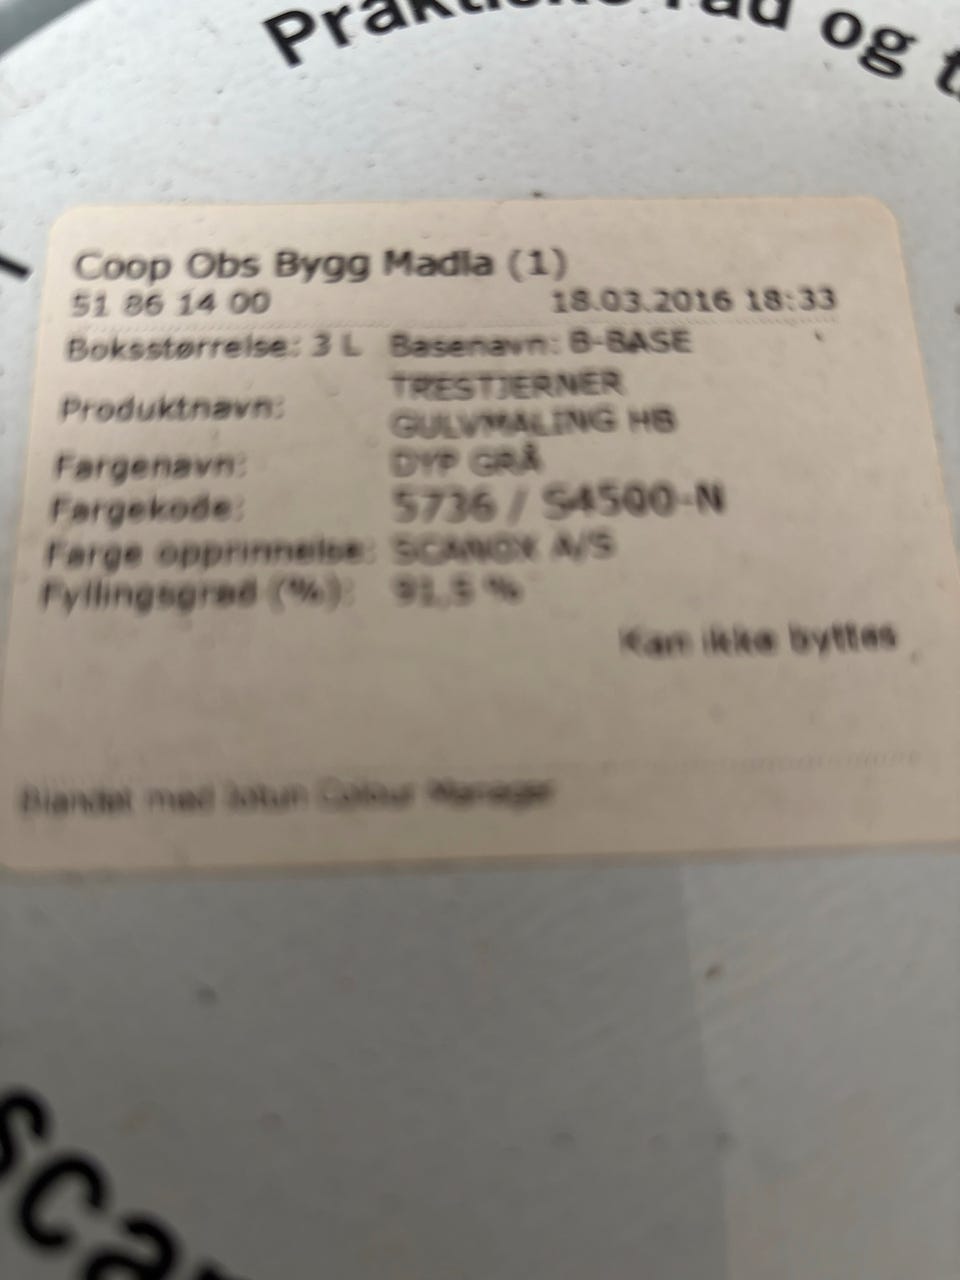 Praktiske råd og
Coop Obs Bygg Madla (1)
51 86 14 00 18.03.2016 18:33
Boksstørrelse: 3 L Basenavn: B-BASE
Produktnavn: TRESTJERNER
GULVMALING HB
Fargenavn: DYP GRÅ
Fargekode: 5736 / S4500-N
Farge opprinnelse: SCANOX A/S
Fyllingsgrad (%): 91,5 %
Kan ikke byttes
Blandet med Jotun Colour Manager